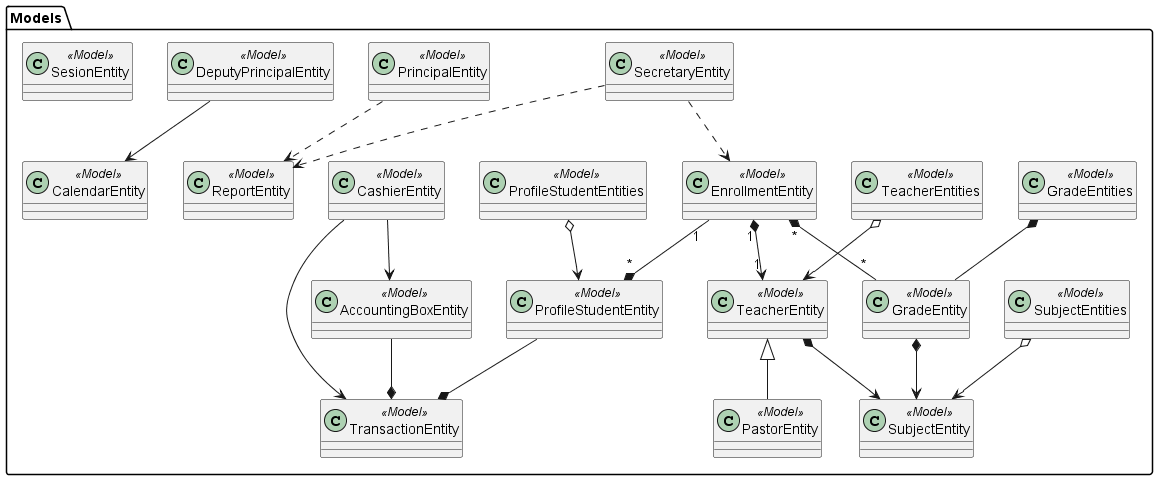 Models
C «Model» SesionEntity
C «Model» DeputyPrincipalEntity
C «Model» PrincipalEntity
C «Model» SecretaryEntity
C «Model» CalendarEntity
C «Model» ReportEntity
C «Model» CashierEntity
C «Model» ProfileStudentEntities
C «Model» EnrollmentEntity
C «Model» TeacherEntities
C «Model» GradeEntities
1
1
*
*
1
*
C «Model» AccountingBoxEntity
C «Model» ProfileStudentEntity
C «Model» TeacherEntity
C «Model» GradeEntity
C «Model» SubjectEntities
C «Model» TransactionEntity
C «Model» PastorEntity
C «Model» SubjectEntity